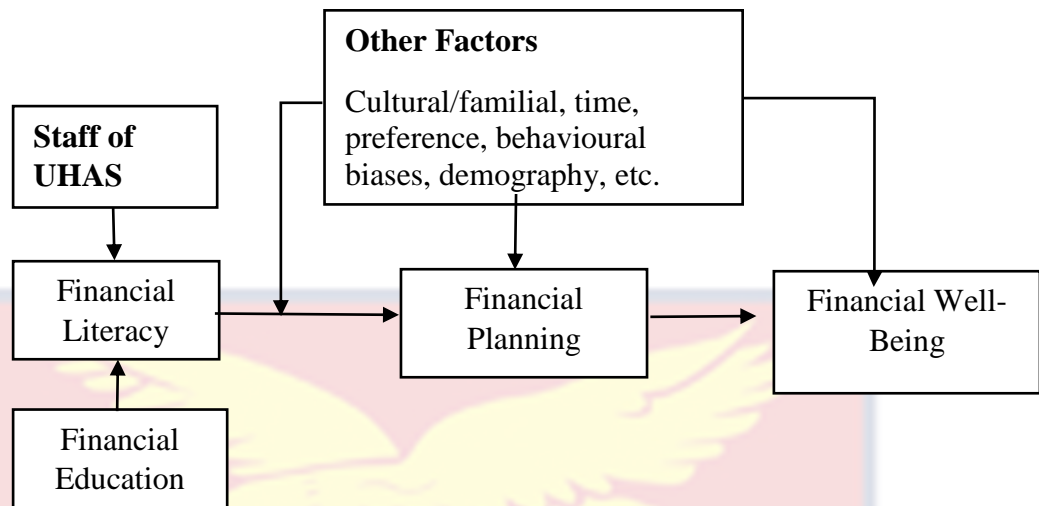 Other Factors
Cultural/familial, time,
preference, behavioural
biases, demography, etc.
Staff of
UHAS
Financial
Literacy
Financial
Planning
Financial Well-
Being
Financial
Education